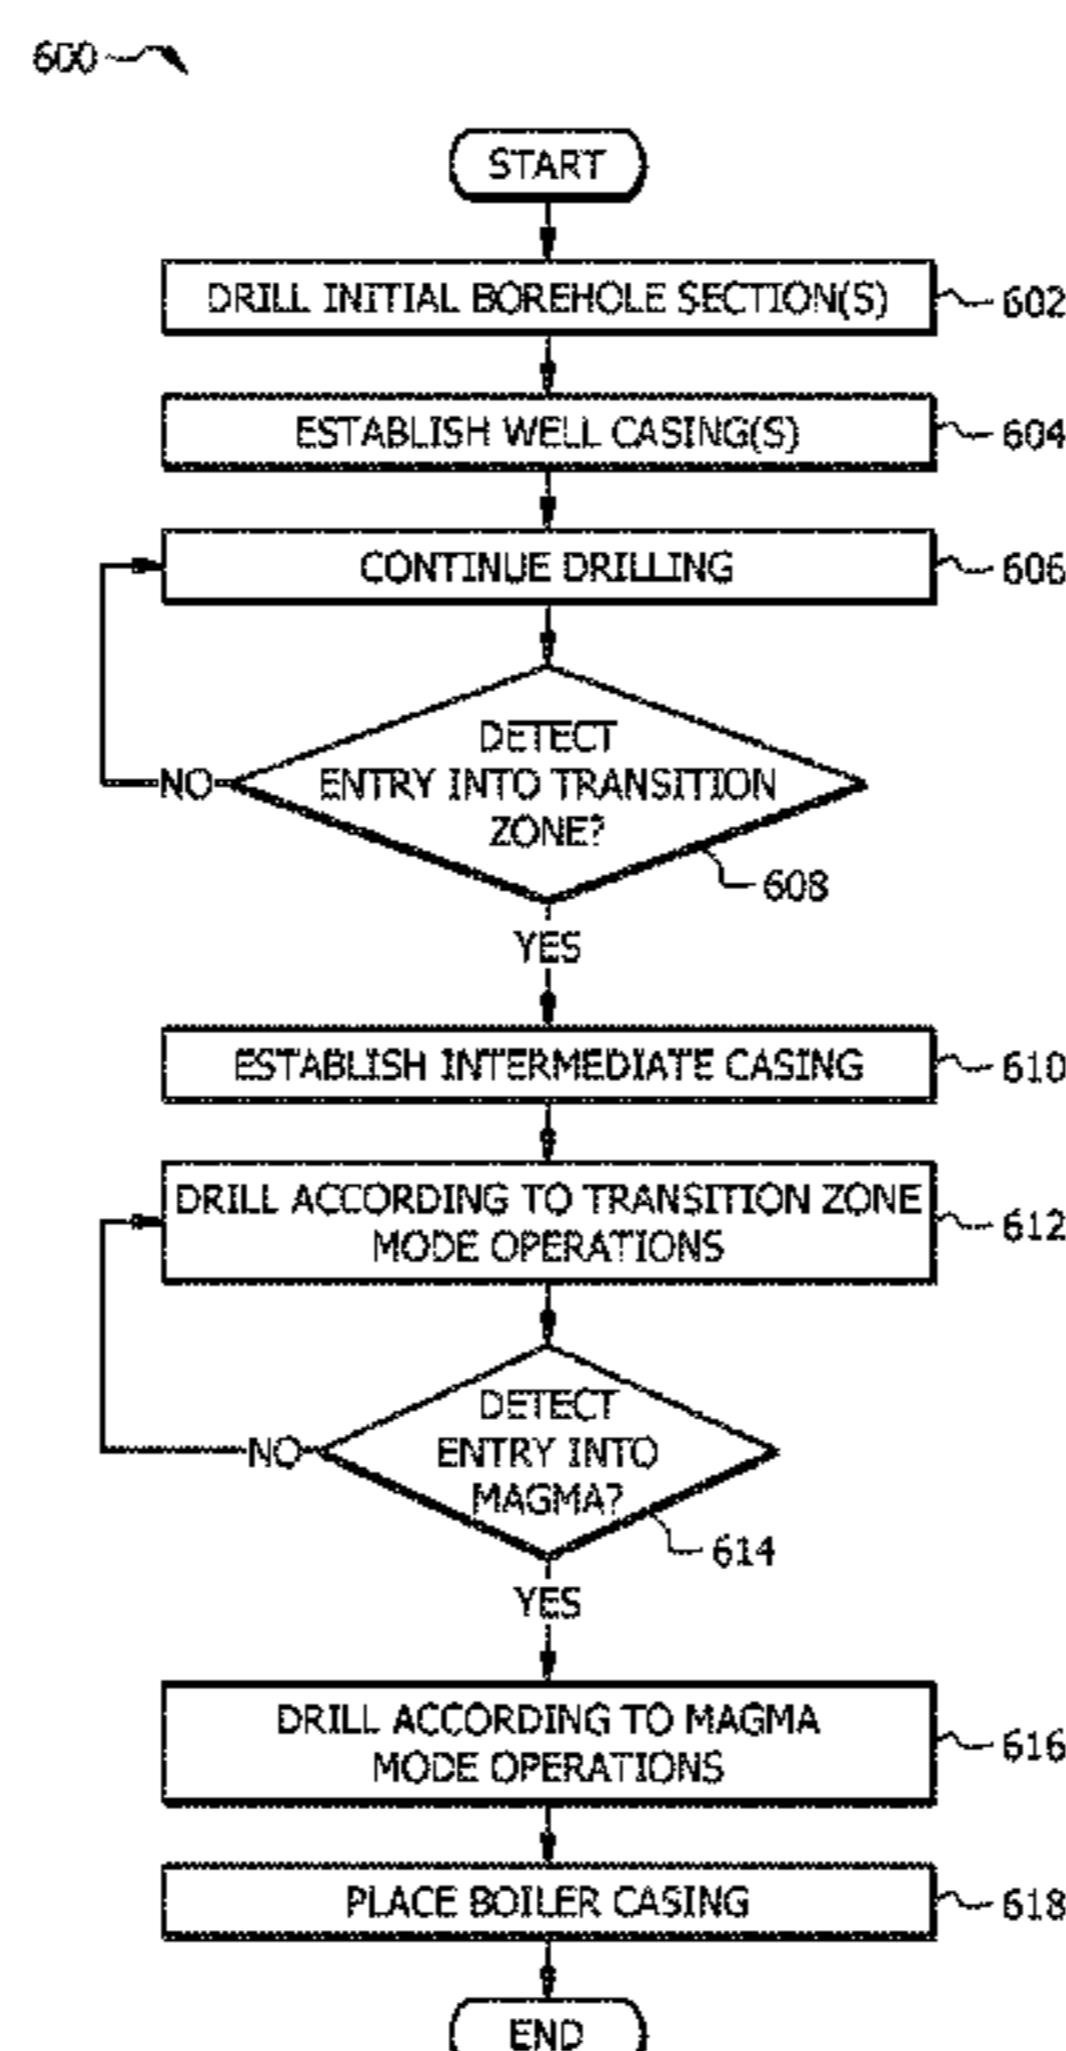 600
START
DRILL INITIAL BOREHOLE SECTION(S)
602
ESTABLISH WELL CASING(S)
604
CONTINUE DRILLING
606
DETECT
ENTRY INTO TRANSITION
ZONE?
NO
608
YES
ESTABLISH INTERMEDIATE CASING
610
DRILL ACCORDING TO TRANSITION ZONE
MODE OPERATIONS
612
DETECT
ENTRY INTO
MAGMA?
NO
614
YES
DRILL ACCORDING TO MAGMA
MODE OPERATIONS
616
PLACE BOILER CASING
618
END